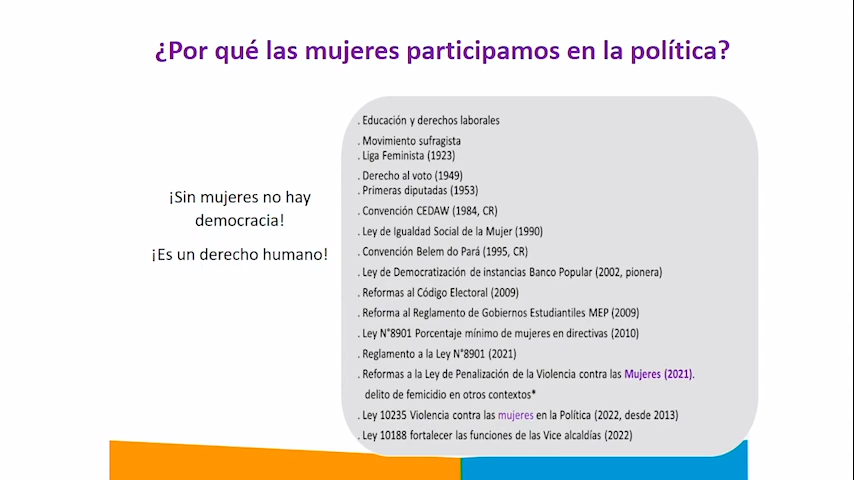 ¿Por qué las mujeres participamos en la política?
¡Sin mujeres no hay
democracia!
¡Es un derecho humano!
. Educación y derechos laborales
. Movimiento sufragista
. Liga Feminista (1923)
. Derecho al voto (1949)
. Primeras diputadas (1953)
. Convención CEDAW (1984, CR)
. Ley de Igualdad Social de la Mujer (1990)
. Convención Belem do Pará (1995, CR)
. Ley de Democratización de instancias Banco Popular (2002, pionera)
. Reformas al Código Electoral (2009)
. Reforma al Reglamento de Gobiernos Estudiantiles MEP (2009)
. Ley N°8901 Porcentaje mínimo de mujeres en directivas (2010)
. Reglamento a la Ley N°8901 (2021)
. Reformas a la Ley de Penalización de la Violencia contra las Mujeres (2021).
delito de femicidio en otros contextos*
. Ley 10235 Violencia contra las mujeres en la Política (2022, desde 2013)
. Ley 10188 fortalecer las funciones de las Vice alcaldías (2022)